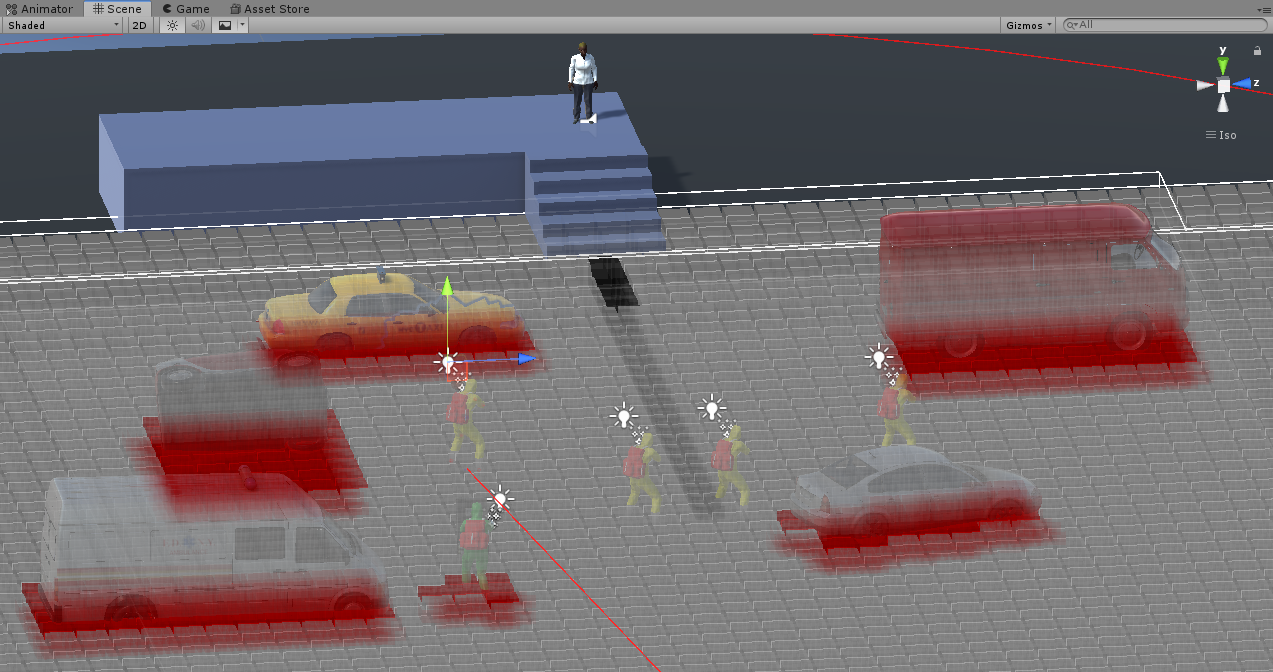 Animator
Scene
Game
Asset Store
Shaded
2D
Gizmos
All
y
z
Iso